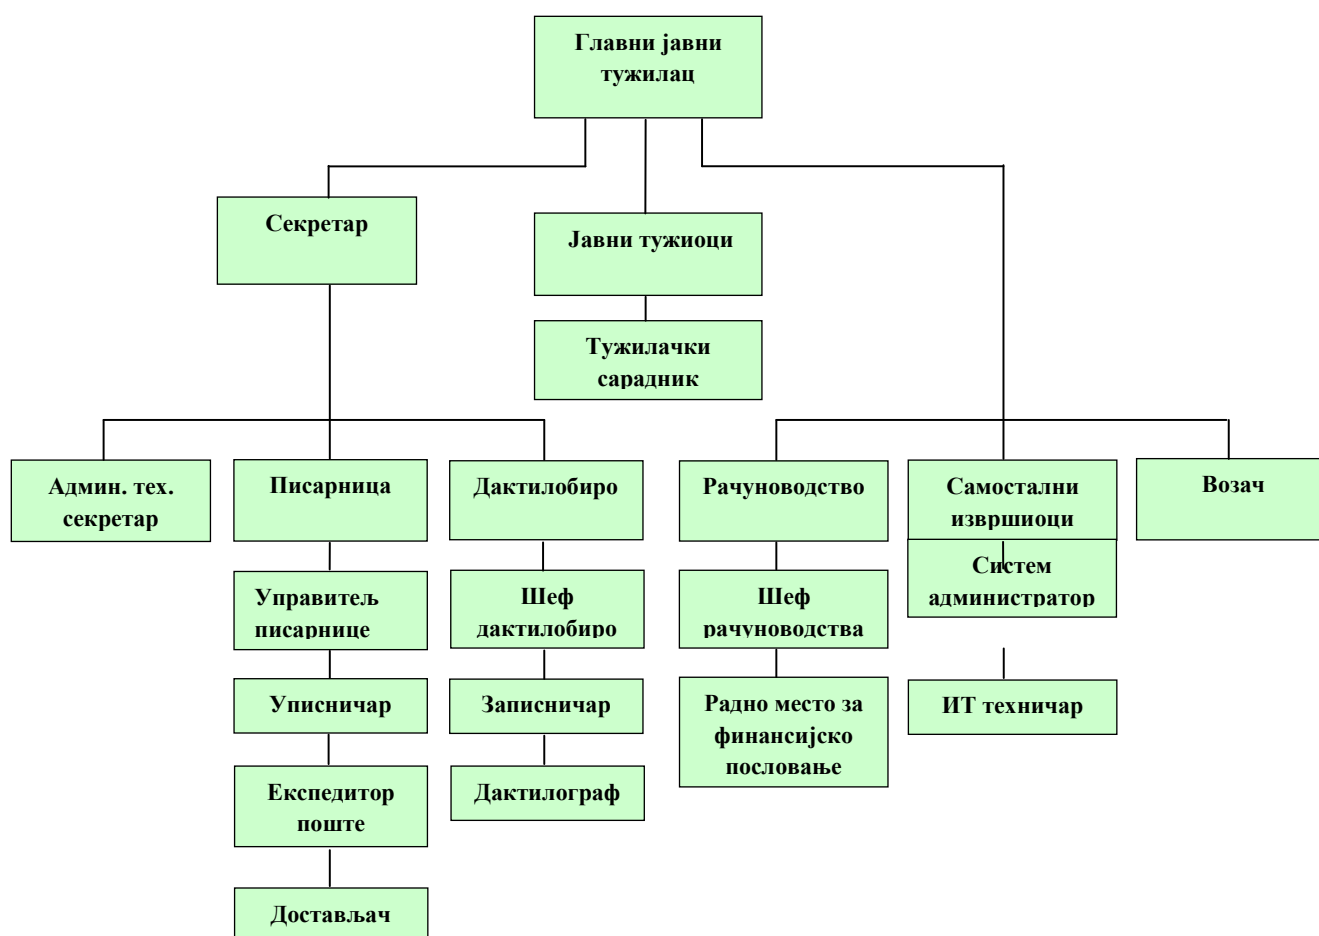 Главни јавни
тужилац
Секретар
Јавни тужиоци
Тужилачки
сарадник
Админ. тех.
секретар
Писарница
Дактилобиро
Рачуноводство
Самостални
извршиоци
Возач
Управитељ
писарнице
Шеф
дактилобиро
Шеф
рачуноводства
Систем
администратор
Уписничар
Записничар
Радно место за
финансијско
пословање
ИТ техничар
Експедитор
поште
Дактилограф
Достављач